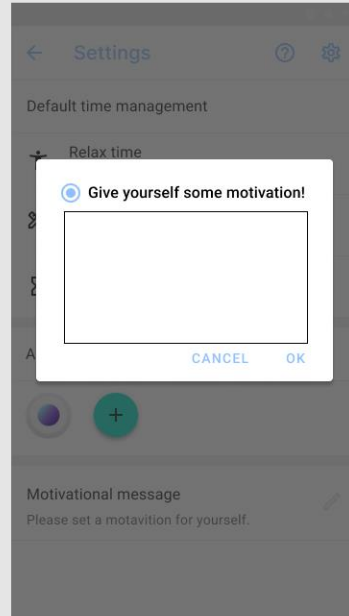 Settings
Default time management
Relax time
Give yourself some motivation!
CANCEL OK
A
Motivational message
Please set a motavition for yourself.